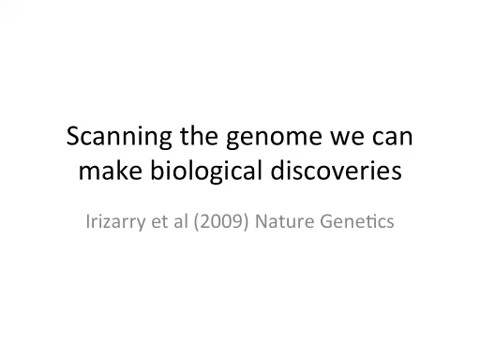 Scanning the genome we can
make biological discoveries
Irizarry et al (2009) Nature Genetics